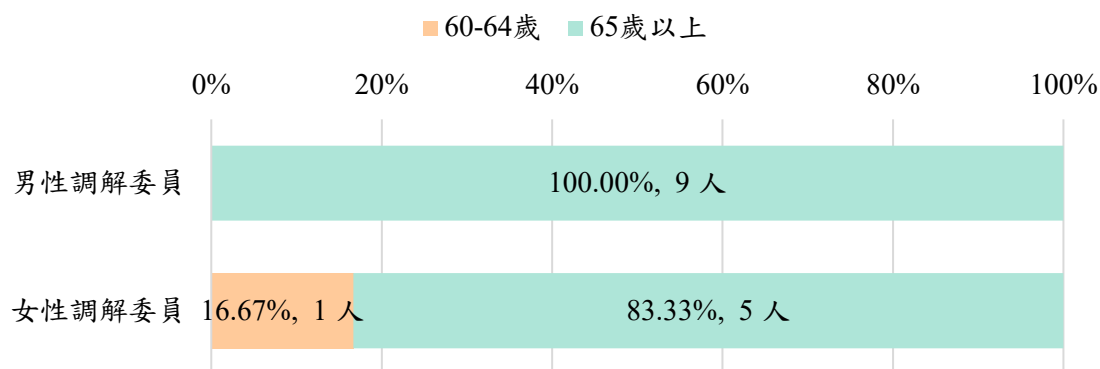 60-64歲 65歲以上
0% 20% 40% 60% 80% 100%
男性調解委員 100.00%, 9 人
女性調解委員 16.67%, 1 人 83.33%, 5 人